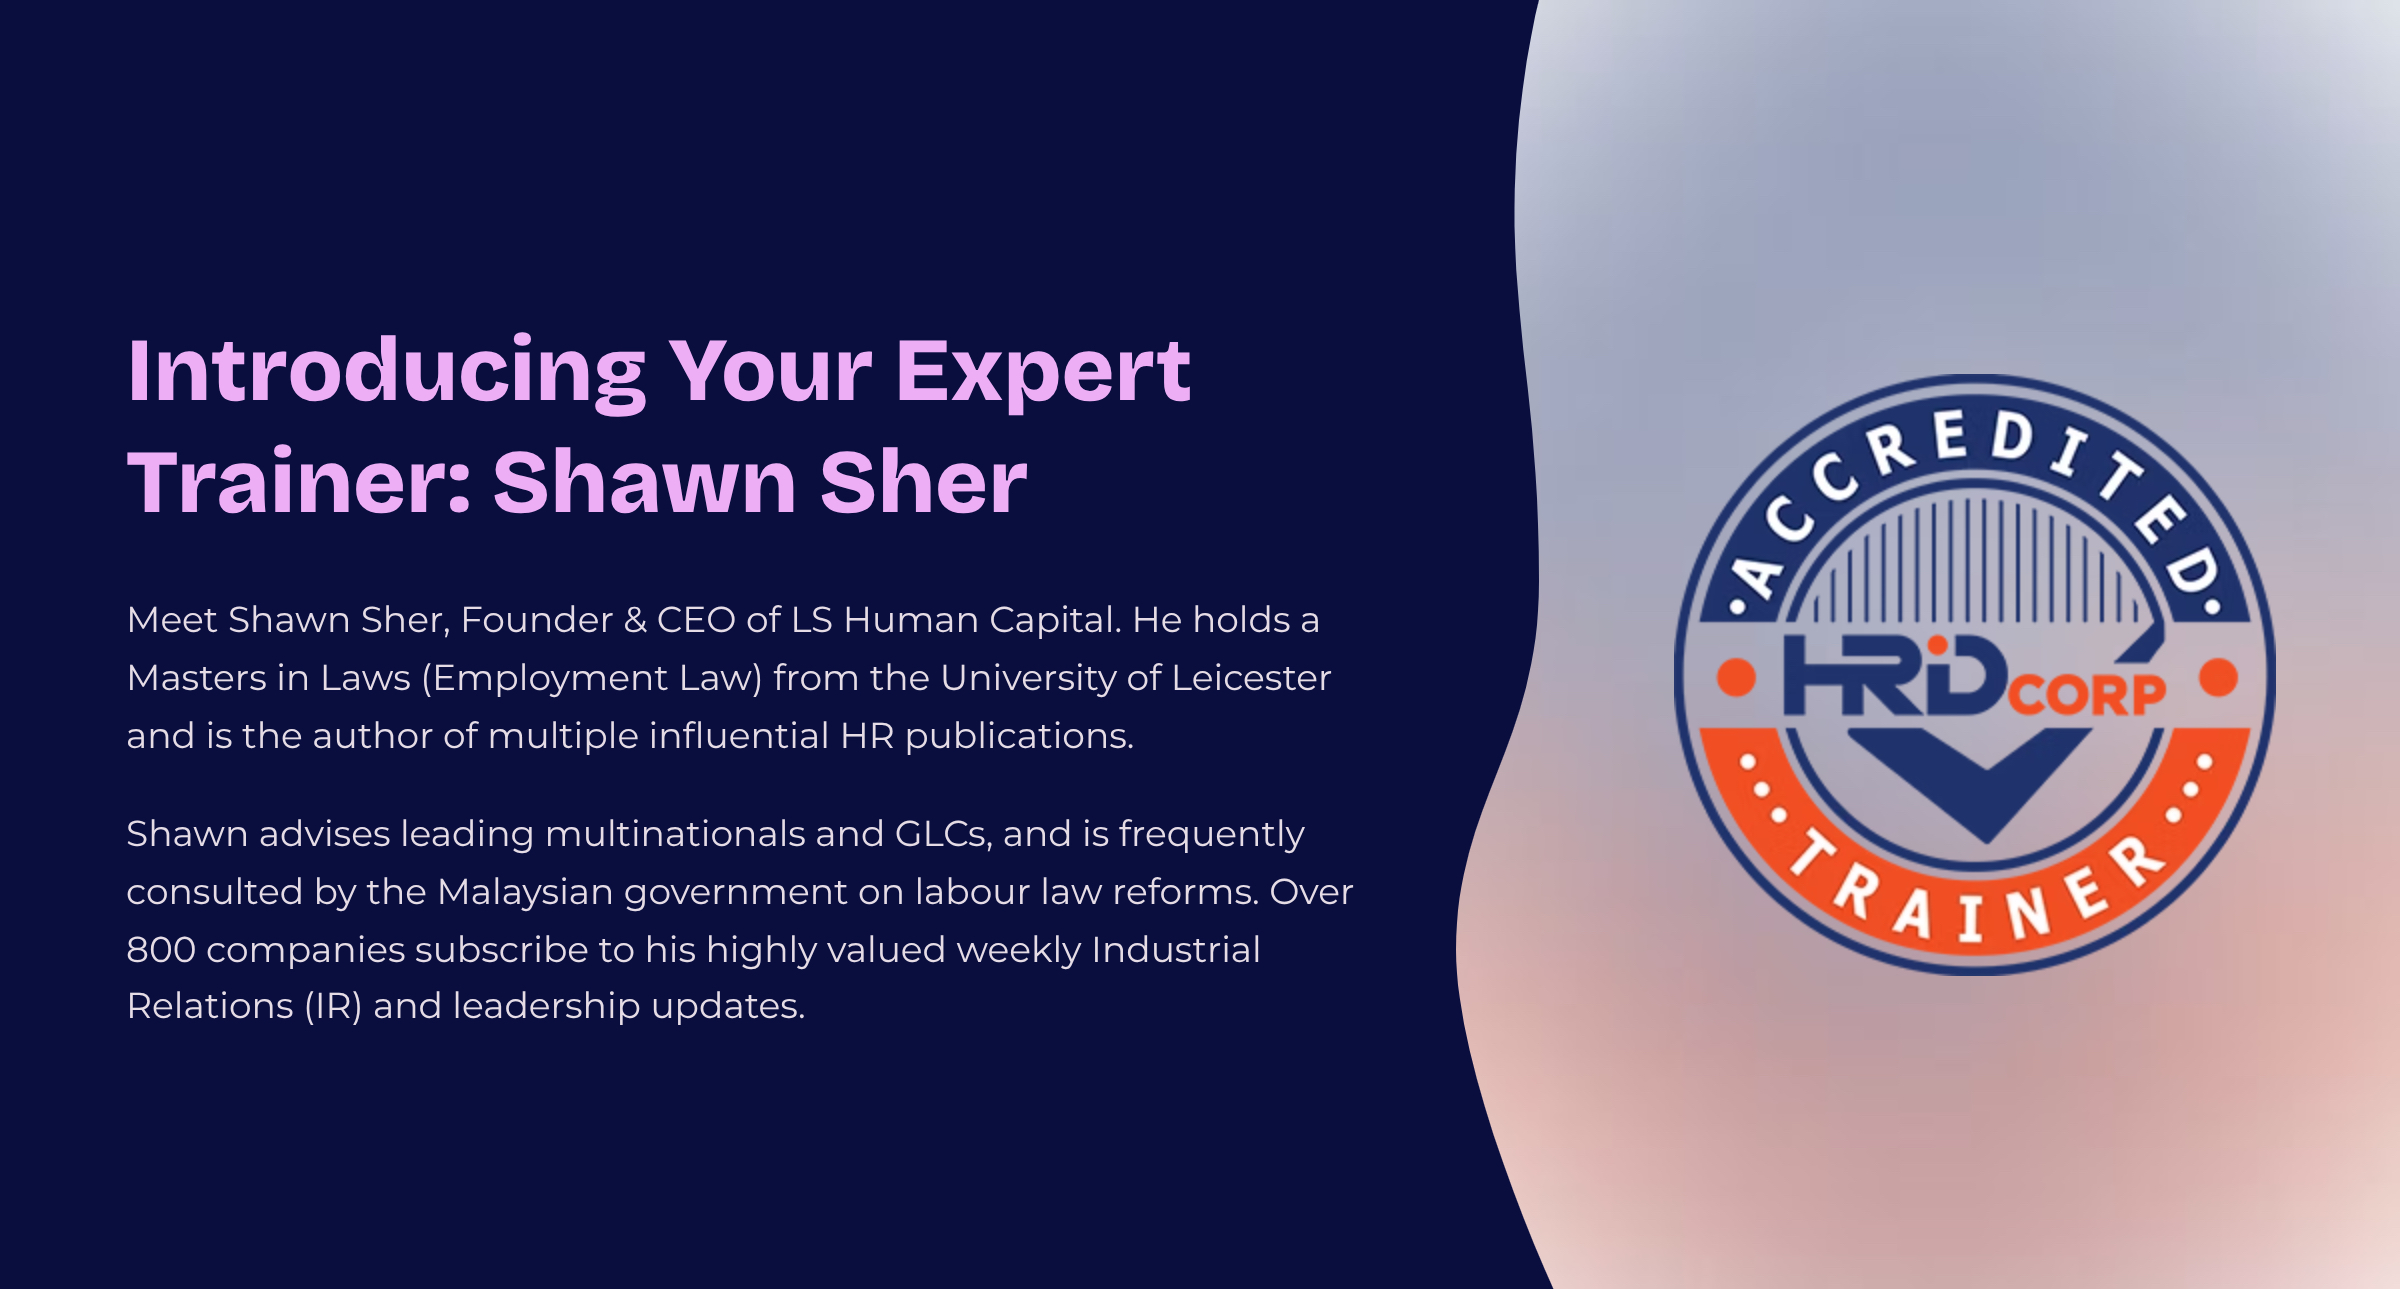 Introducing Your Expert
Trainer: Shawn Sher
Meet Shawn Sher, Founder & CEO of LS Human Capital. He holds a
Masters in Laws (Employment Law) from the University of Leicester
and is the author of multiple influential HR publications.
Shawn advises leading multinationals and GLCs, and is frequently
consulted by the Malaysian government on labour law reforms. Over
800 companies subscribe to his highly valued weekly Industrial
Relations (IR) and leadership updates.
ACCREDITED
HRD CORP
TRAINER